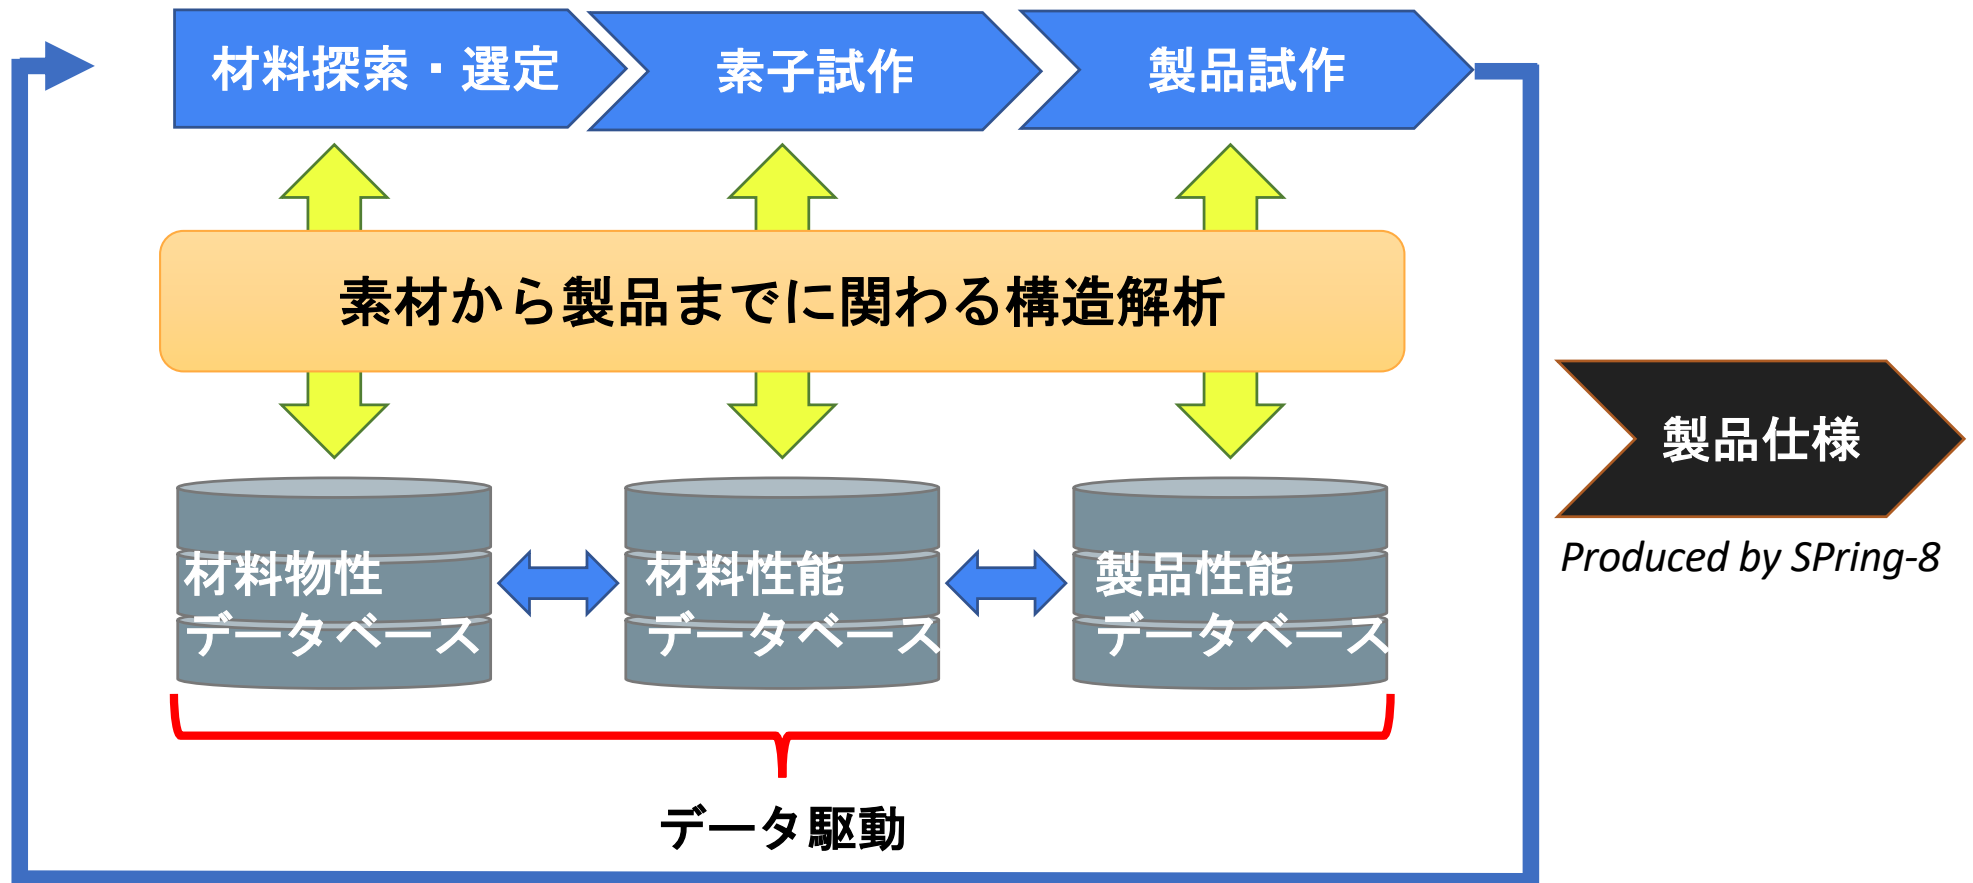 材料探索・選定
素子試作
製品試作
素材から製品までに関わる構造解析
製品仕様
Produced by SPring-8
材料物性
データベース
材料性能
データベース
製品性能
データベース
データ駆動